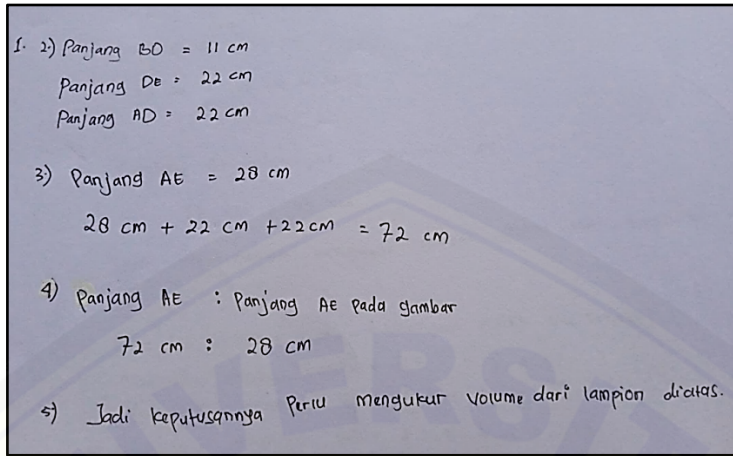 1. 2.) Panjang BO = 11 cm
Panjang DE = 22 cm
Panjang AD = 22 cm
3.) Panjang AE = 28 cm
28 cm + 22 cm + 22 cm = 72 cm
4) Panjang AE : Panjang AE pada gambar
72 cm : 28 cm
5) Jadi keputusannya Perlu mengukur volume dari lampion diatas.
VERSIT